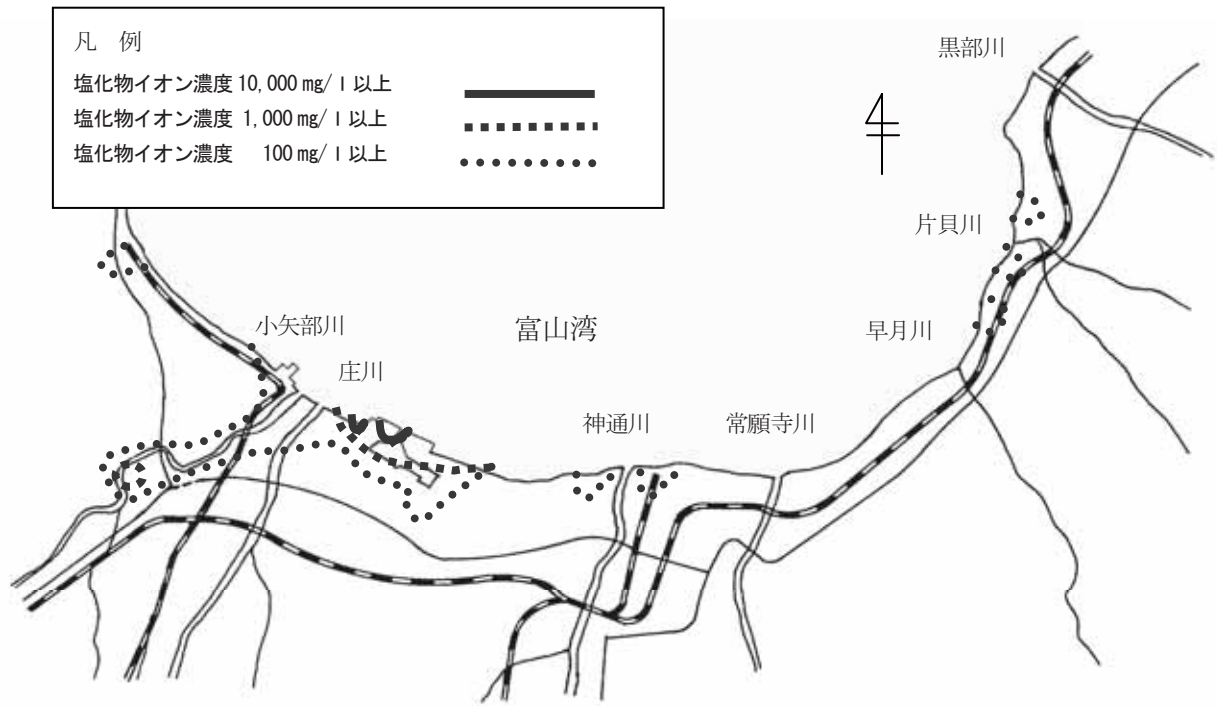 凡 例
塩化物イオン濃度 10,000 mg/l 以上
塩化物イオン濃度 1,000 mg/l 以上
塩化物イオン濃度 100 mg/l 以上
黒部川
片貝川
小矢部川
富山湾
早月川
庄川
神通川
常願寺川